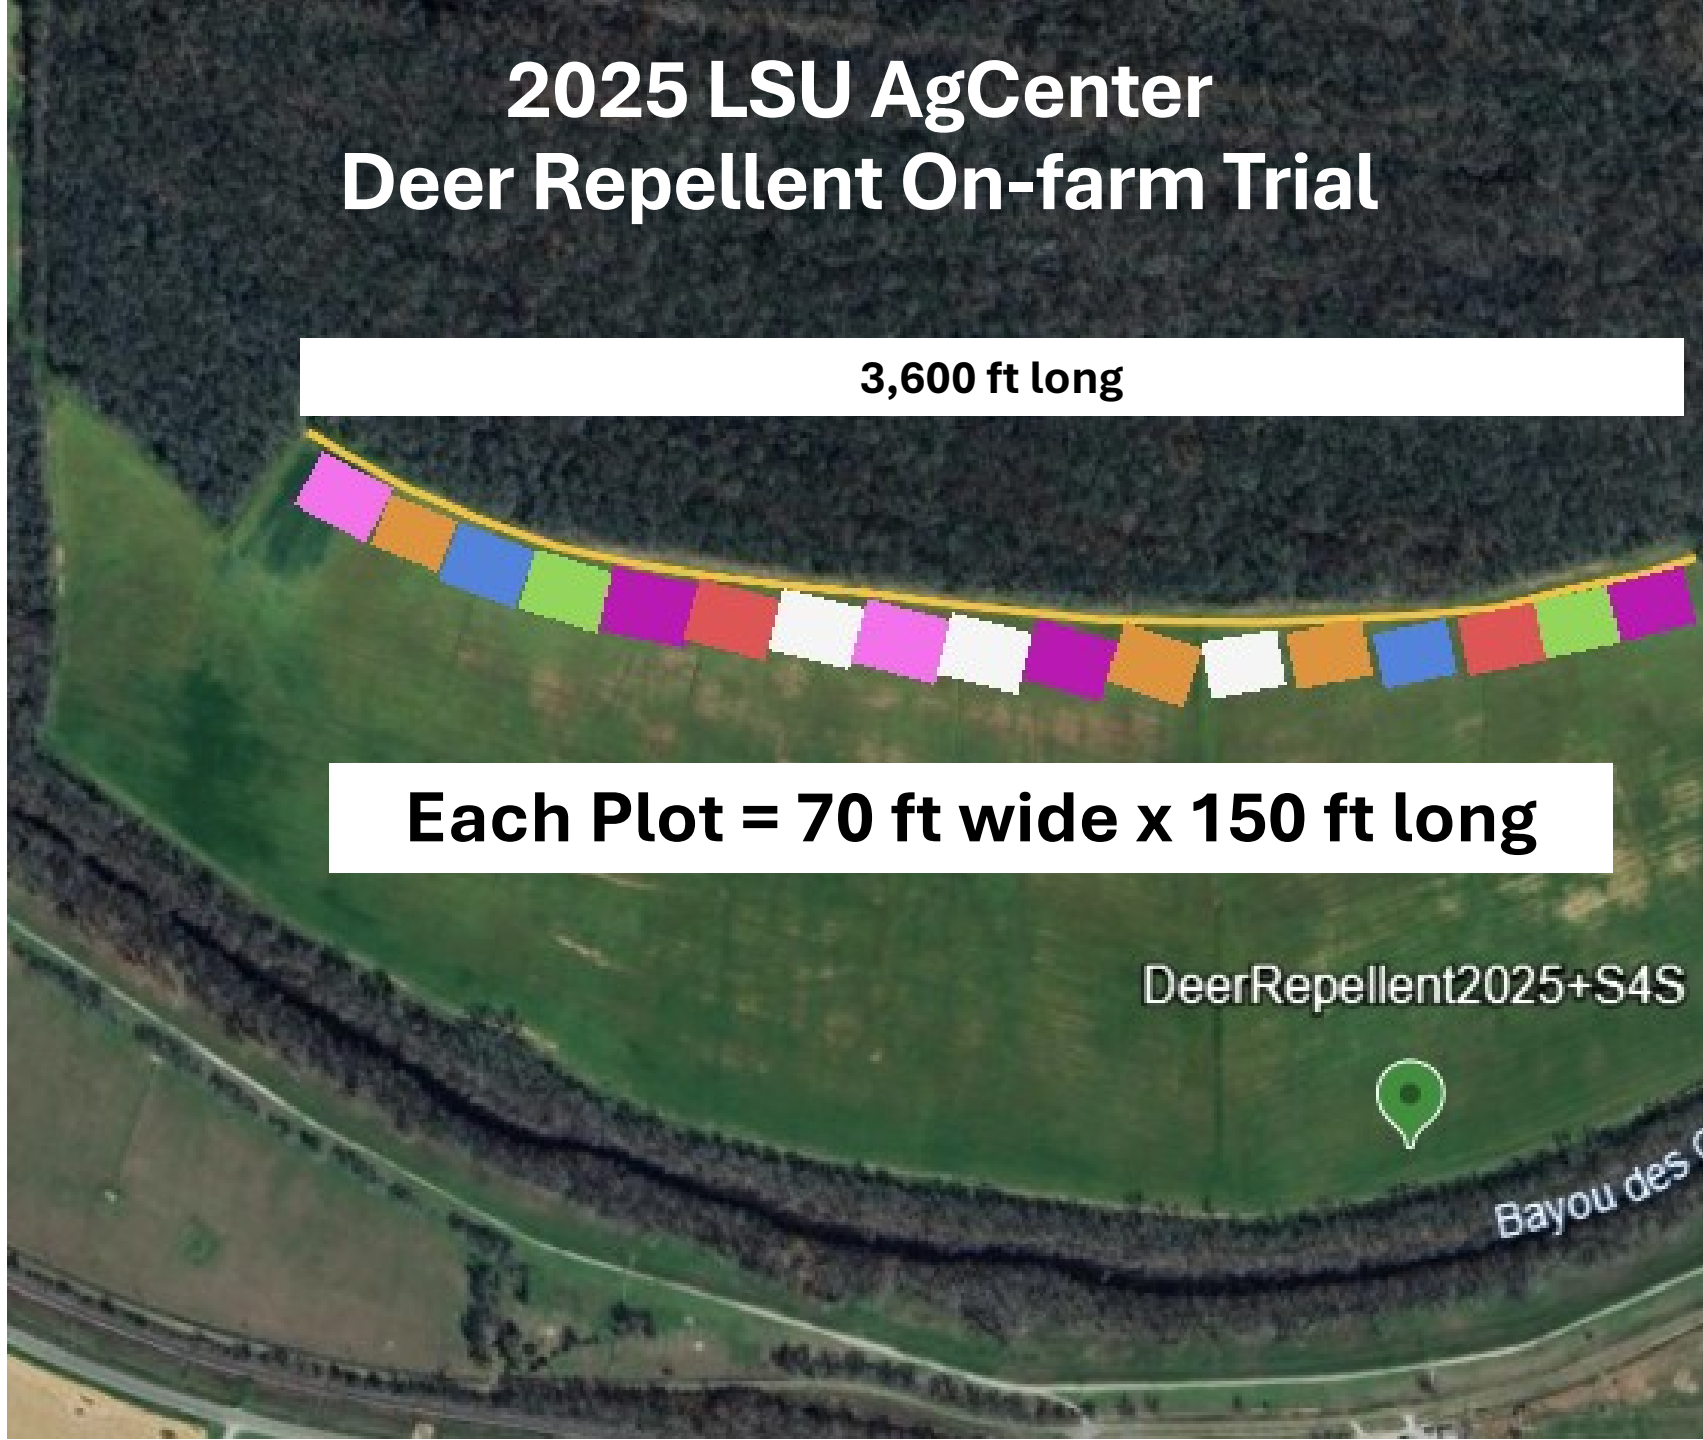 2025 LSU AgCenter
Deer Repellent On-farm Trial
3,600 ft long
Each Plot = 70 ft wide x 150 ft long
DeerRepellent2025+S4S
Bayou des